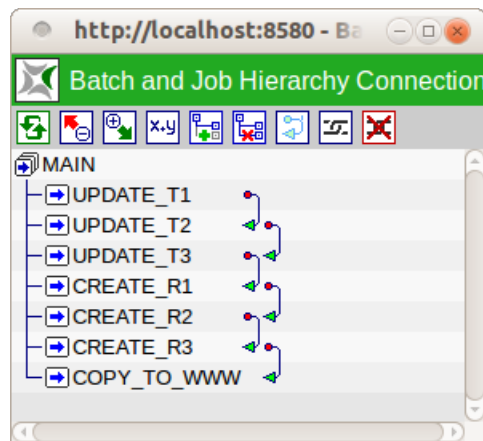 http://localhost:8580 - Ba
Batch and Job Hierarchy Connection
x+y
MAIN
UPDATE_T1
UPDATE_T2
UPDATE_T3
CREATE_R1
CREATE_R2
CREATE_R3
COPY_TO_WWW